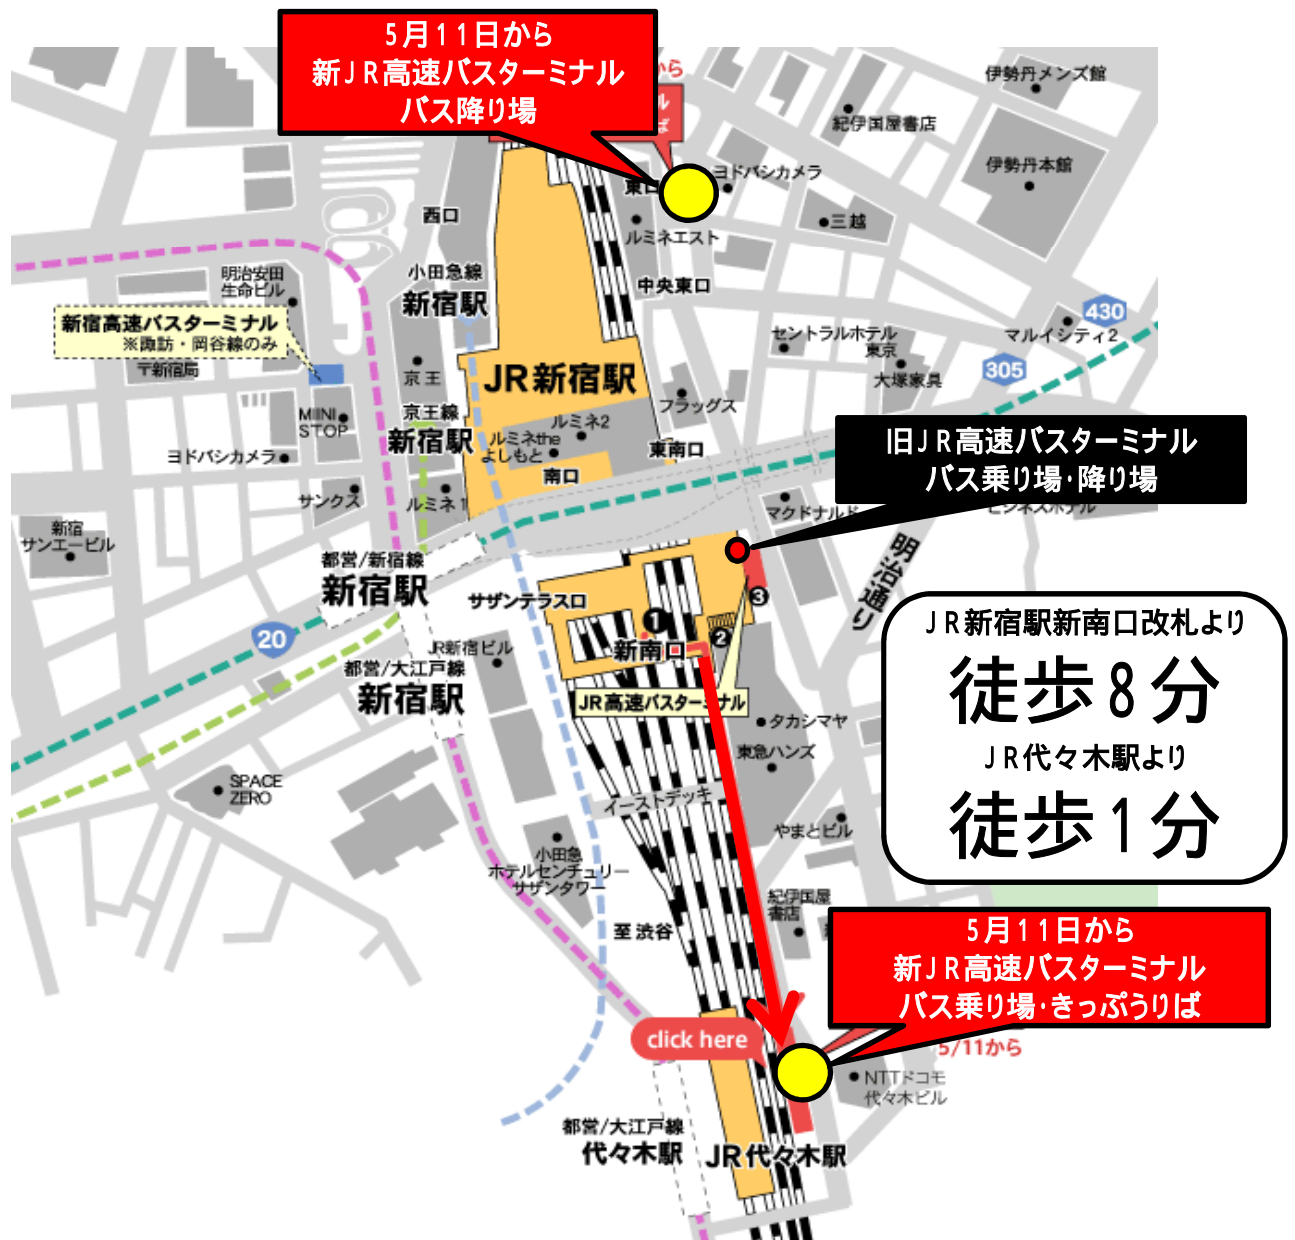 5月11日から
新JR高速バスターミナル
バス降り場
から
ル
ば
伊勢丹メンズ館
紀伊国屋書店
伊勢丹本館
ヨドバシカメラ
東口
三越
西口
ルミネエスト
小田急線
新宿駅
中央東口
明治安田
生命ビル
新宿高速バスターミナル
※諏訪・岡谷線のみ
〒新宿局
430
マルイシティ2
セントラルホテル
東京
305
大塚家具
京王
JR新宿駅
フラッグス
MINI
STOP
京王線
新宿駅
ルミネ2
ルミネthe
よしもと
東南口
南口
旧JR高速バスターミナル
バス乗り場・降り場
ヨドバシカメラ
サンクス
ルミネ1
マクドナルド
ビジネスホテル
新宿
サンエービル
都営/新宿線
新宿駅
明治通り
サザンテラス口
3
1
2
新南口
20
JR新宿ビル
都営/大江戸線
新宿駅
JR高速バスターミナル
JR新宿駅新南口改札より
徒歩8分
JR代々木駅より
徒歩1分
タカシマヤ
東急ハンズ
SPACE
ZERO
イーストデッキ
やまとビル
小田急
ホテルセンチュリー
サザンタワー
紀伊国屋
書店
至渋谷
5月11日から
新JR高速バスターミナル
バス乗り場・きっぷうりば
click here
5/11から
NTTドコモ
代々木ビル
都営/大江戸線
代々木駅
JR代々木駅